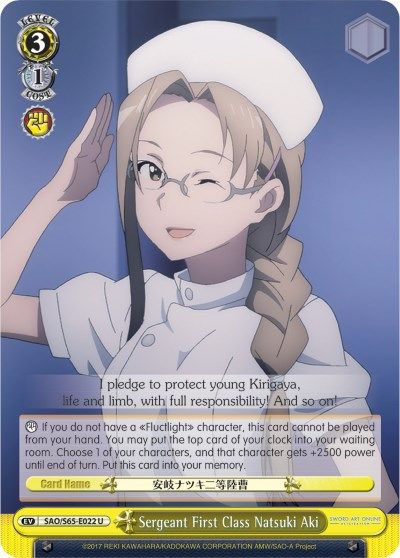 LEVEL
3
1
COST
I pledge to protect young Kirigaya,
life and limb, with full responsibility! And so on!
If you do not have a «Fluctlight» character, this card cannot be played
from your hand. You may put the top card of your clock into your waiting
room. Choose 1 of your characters, and that character gets +2500 power
until end of turn. Put this card into your memory.
Card Name 安岐ナツキ二等陸曹
EV SAO/S65-E022 U Sergeant First Class Natsuki Aki SWORD ART ONLINE
©2017 REKI KAWAHARA/KADOKAWA CORPORATION AMW/SAO-A Project